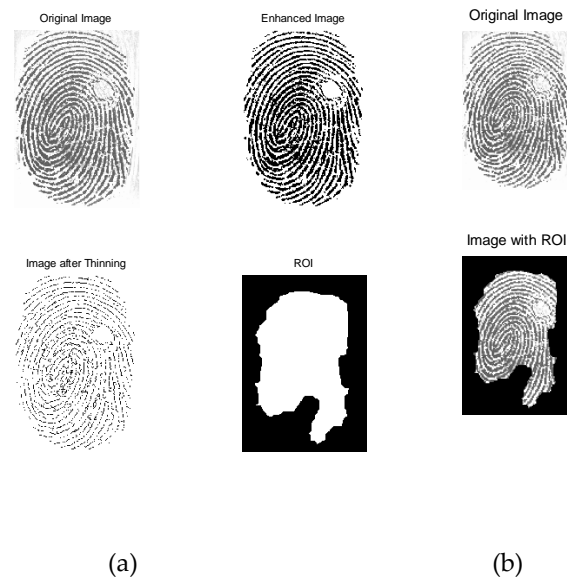 Original Image
Enhanced Image
Original Image
Image after Thinning
ROI
Image with ROI
(a)
(b)